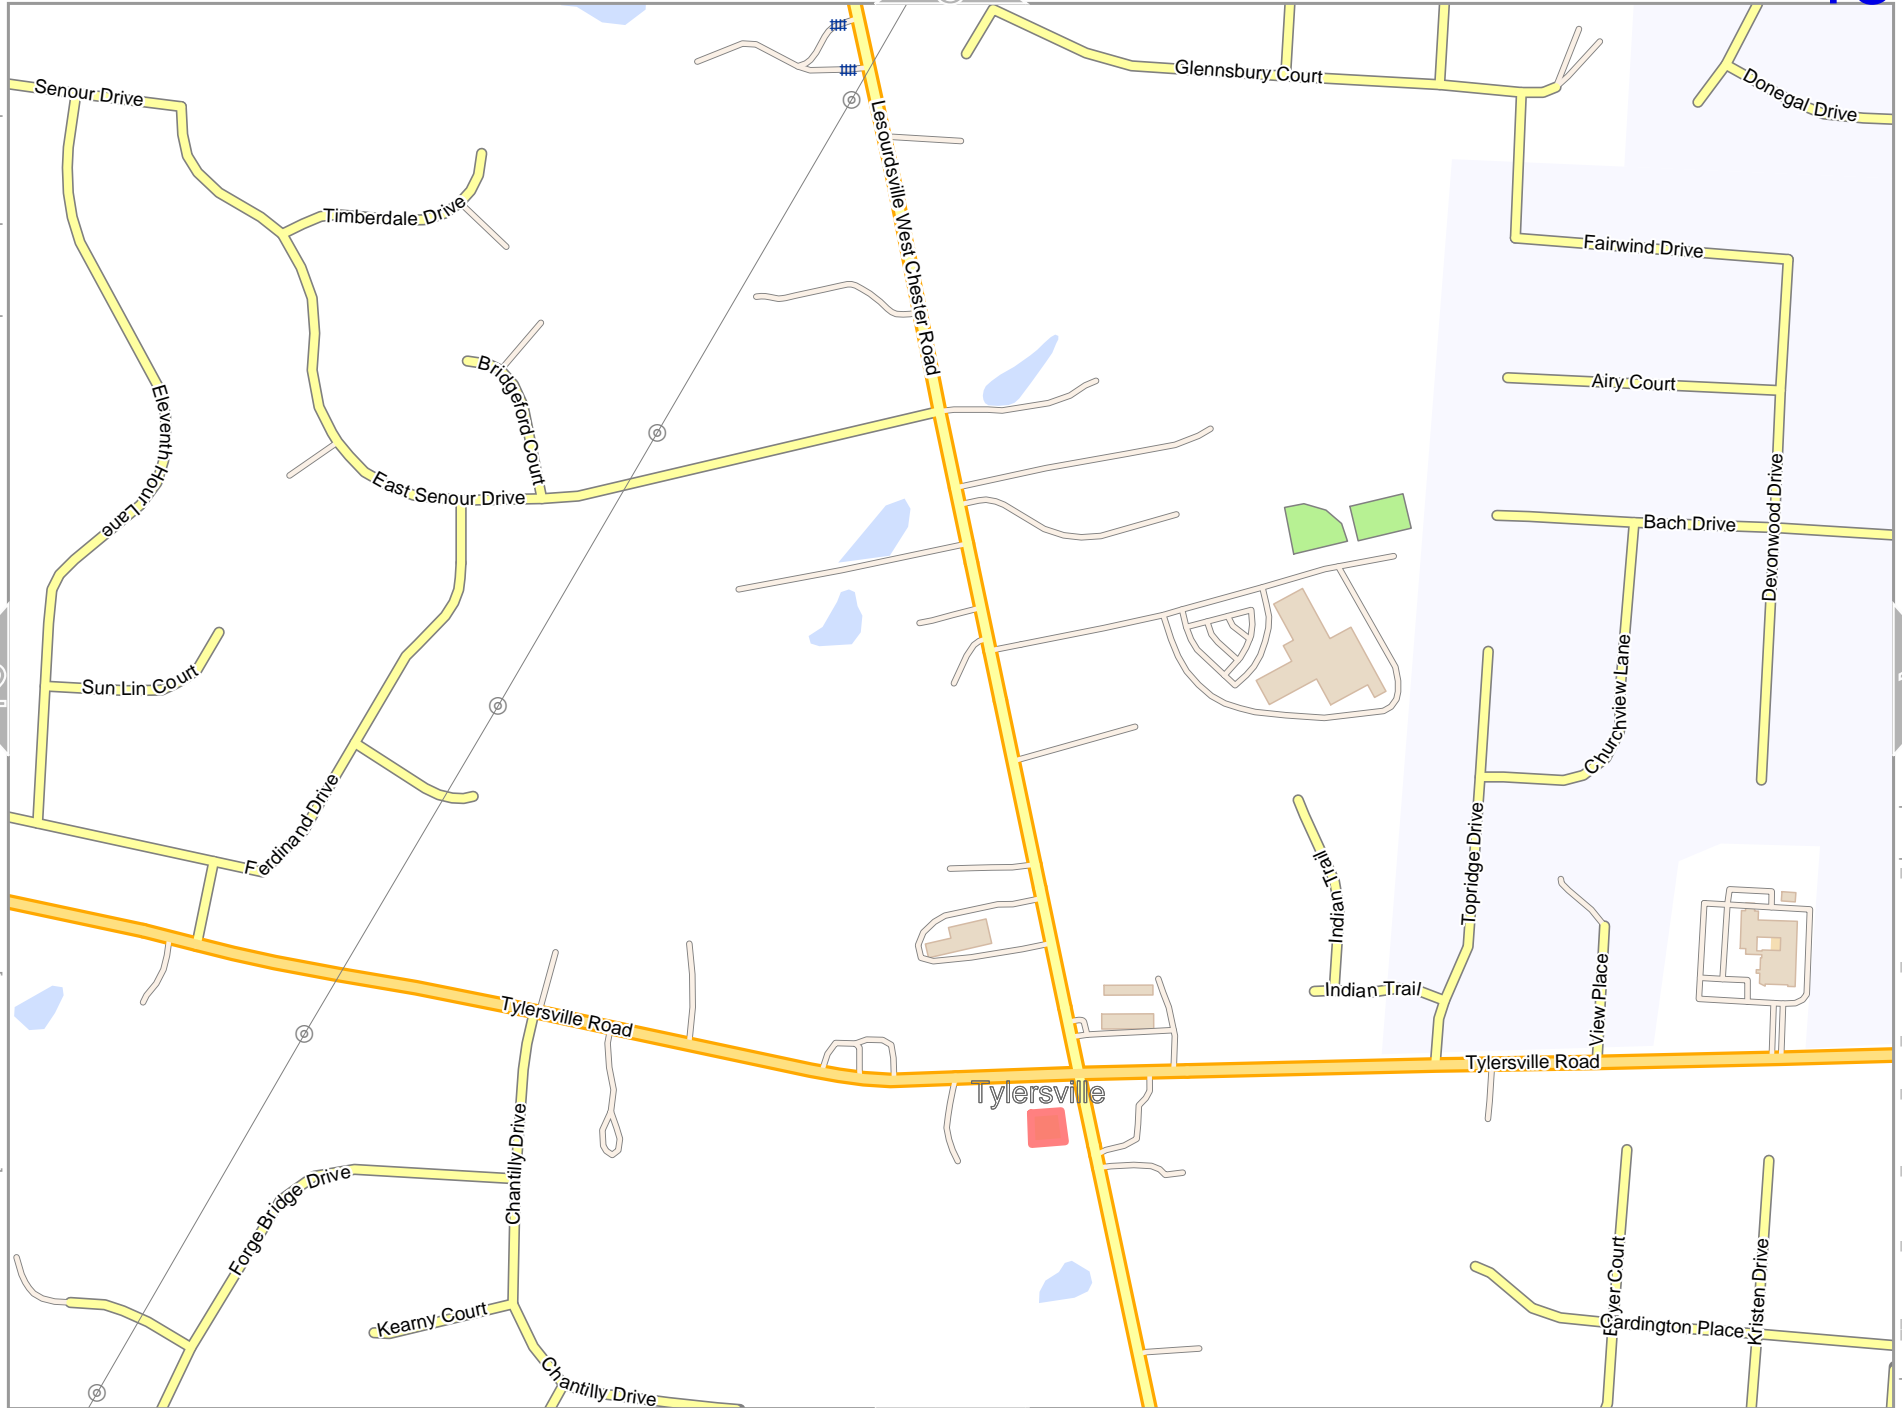 Senour Drive
Glennsbury Court
Donegal Drive
Lesourdsville West Chester Road
Timberdale Drive
Fairwind Drive
Bridgeford Court
Airy Court
Eleventh Hour Lane
East Senour Drive
Bach Drive
Devonwood Drive
Sun Lin Court
Churchview Lane
Ferdinand Drive
Topridge Drive
Indian Trail
Indian Trail
Indian Trail
View Place
Tylersville Road
Tylersville Road
Tylersville
Chantilly Drive
Forge Bridge Drive
Kearny Court
Chantilly Drive
Cardington Place
Kristen Drive